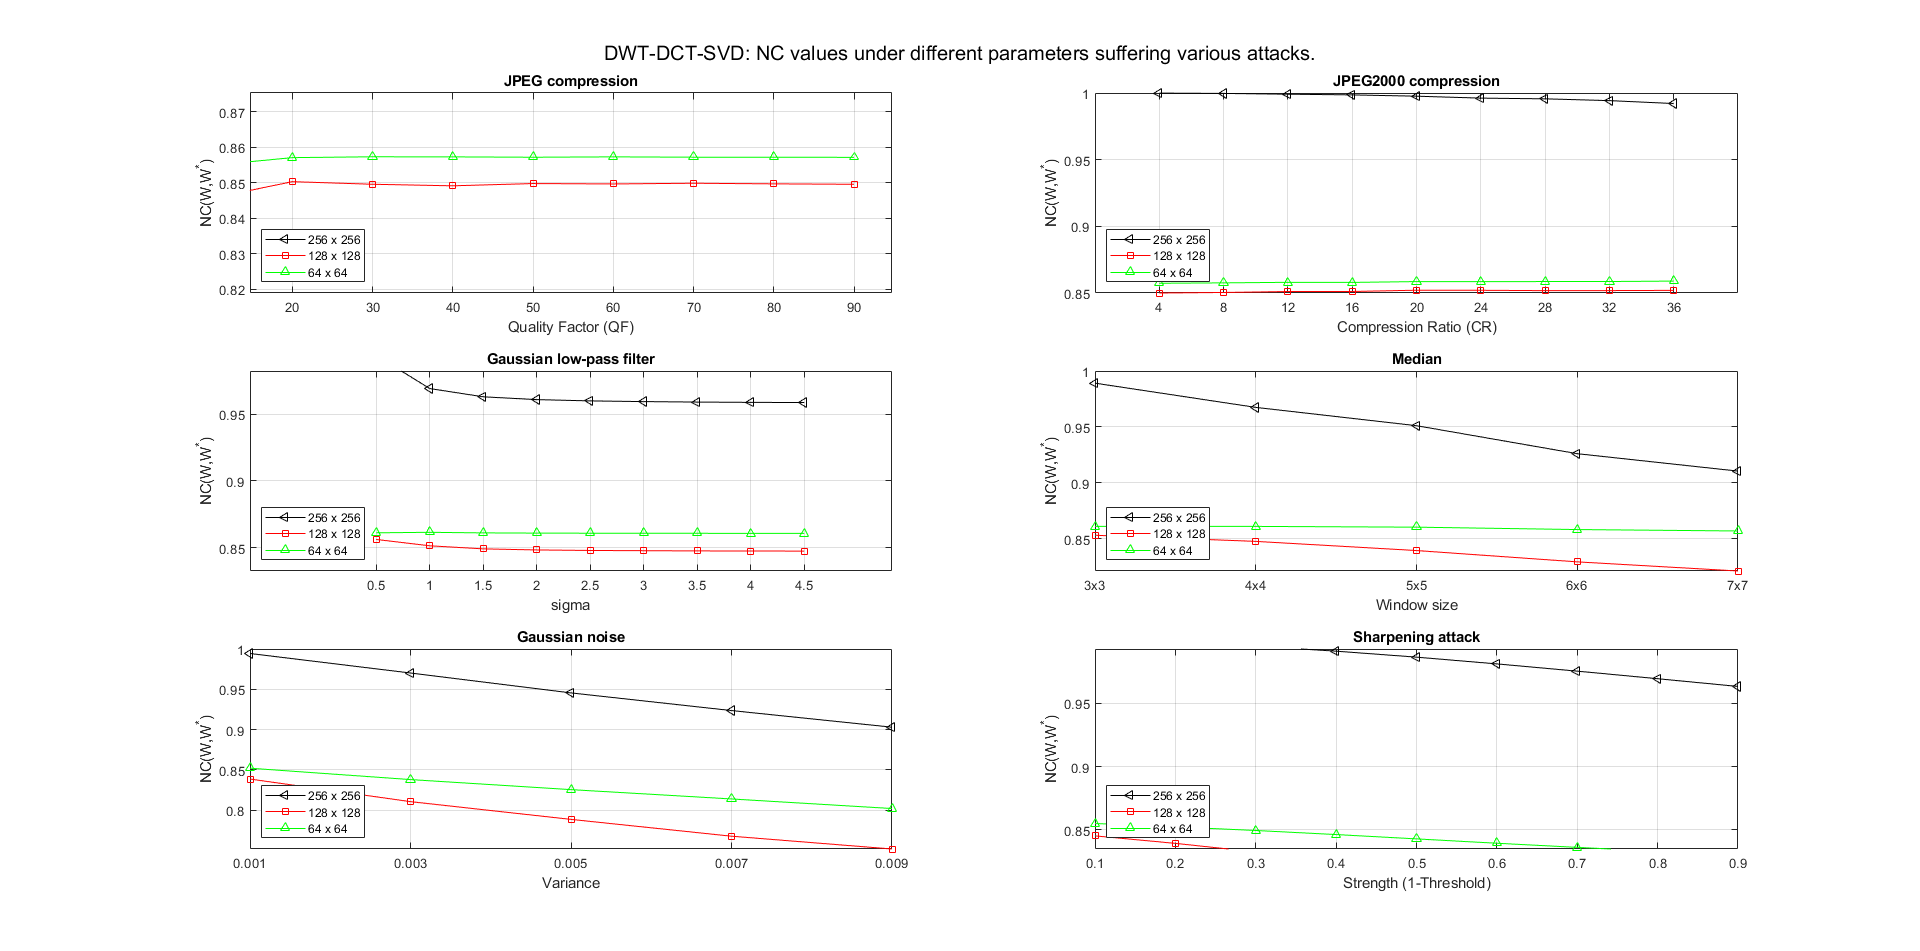 DWT-DCT-SVD: NC values under different parameters suffering various attacks.
JPEG compression
0.87
0.86
0.85
0.84
0.83
0.82
NC(W,W*)
256 x 256
128 x 128
64 x 64
20 30 40 50 60 70 80 90
Quality Factor (QF)
JPEG2000 compression
1
0.95
0.9
0.85
NC(W,W*)
256 x 256
128 x 128
64 x 64
4 8 12 16 20 24 28 32 36
Compression Ratio (CR)
Gaussian low-pass filter
0.95
0.9
0.85
NC(W,W*)
256 x 256
128 x 128
64 x 64
0.5 1 1.5 2 2.5 3 3.5 4 4.5
sigma
Median
1
0.95
0.9
0.85
NC(W,W*)
256 x 256
128 x 128
64 x 64
3x3 4x4 5x5 6x6 7x7
Window size
Gaussian noise
1
0.95
0.9
0.85
0.8
NC(W,W*)
256 x 256
128 x 128
64 x 64
0.001 0.003 0.005 0.007 0.009
Variance
Sharpening attack
0.95
0.9
0.85
NC(W,W*)
256 x 256
128 x 128
64 x 64
0.1 0.2 0.3 0.4 0.5 0.6 0.7 0.8 0.9
Strength (1-Threshold)